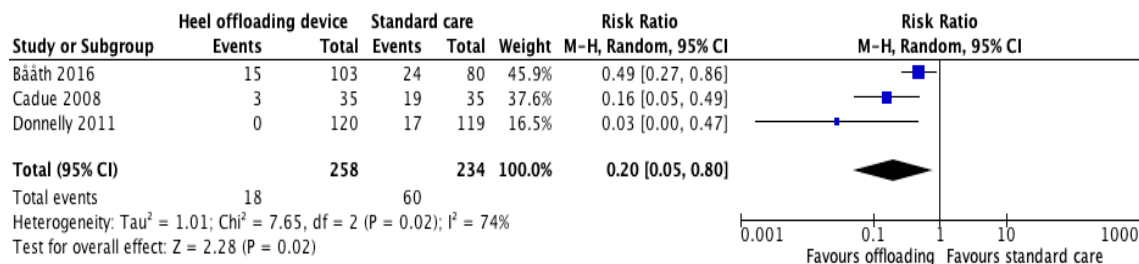 Heel offloading device Standard care Risk Ratio Risk Ratio
Study or Subgroup Events Total Events Total Weight M-H, Random, 95% CI M-H, Random, 95% CI
Bååth 2016 15 103 24 80 45.9% 0.49 [0.27, 0.86]
Cadue 2008 3 35 19 35 37.6% 0.16 [0.05, 0.49]
Donnelly 2011 0 120 17 119 16.5% 0.03 [0.00, 0.47]
Total (95% CI) 258 234 100.0% 0.20 [0.05, 0.80]
Total events 18 60
Heterogeneity: Tau² = 1.01; Chi² = 7.65, df = 2 (P = 0.02); I² = 74%
Test for overall effect: Z = 2.28 (P = 0.02)
0.001 0.1 1 10 1000
Favours offloading Favours standard care